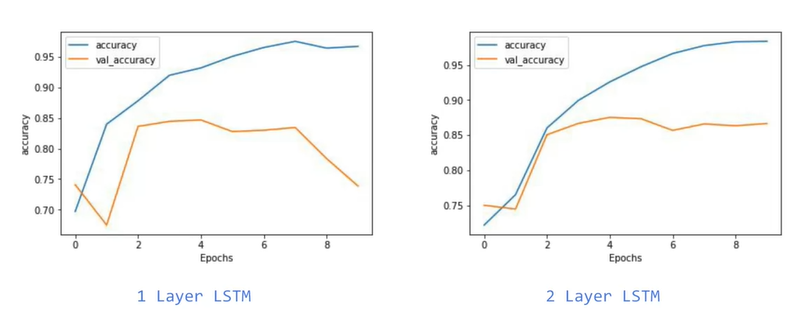 accuracy
val_accuracy
0.95
0.90
0.85
0.80
0.75
0.70
accuracy
0 2 4 6 8
Epochs
1 Layer LSTM
accuracy
val_accuracy
0.95
0.90
0.85
0.80
0.75
accuracy
0 2 4 6 8
Epochs
2 Layer LSTM